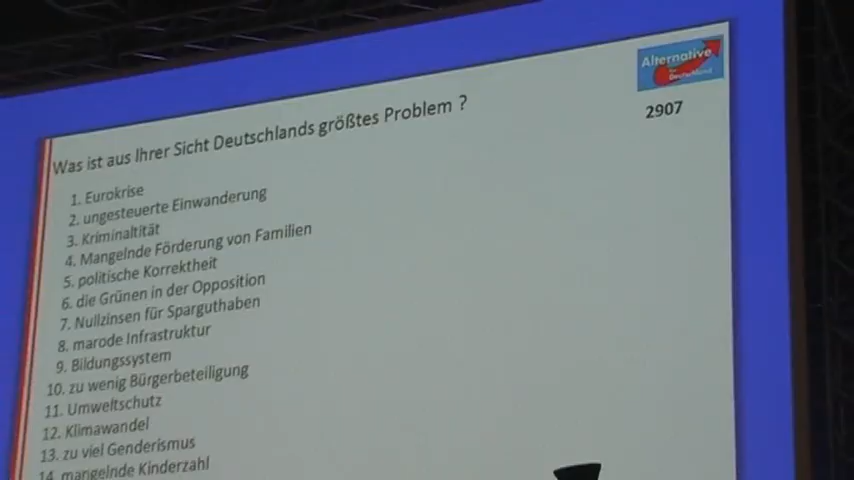 Alternative
für
Deutschland
2907
Was ist aus Ihrer Sicht Deutschlands größtes Problem ?
1. Eurokrise
2. ungesteuerte Einwanderung
3. Kriminaltität
4. Mangelnde Förderung von Familien
5. politische Korrektheit
6. die Grünen in der Opposition
7. Nullzinsen für Sparguthaben
8. marode Infrastruktur
9. Bildungssystem
10. zu wenig Bürgerbeteiligung
11. Umweltschutz
12. Klimawandel
13. zu viel Genderismus
14. mangelnde Kinderzahl